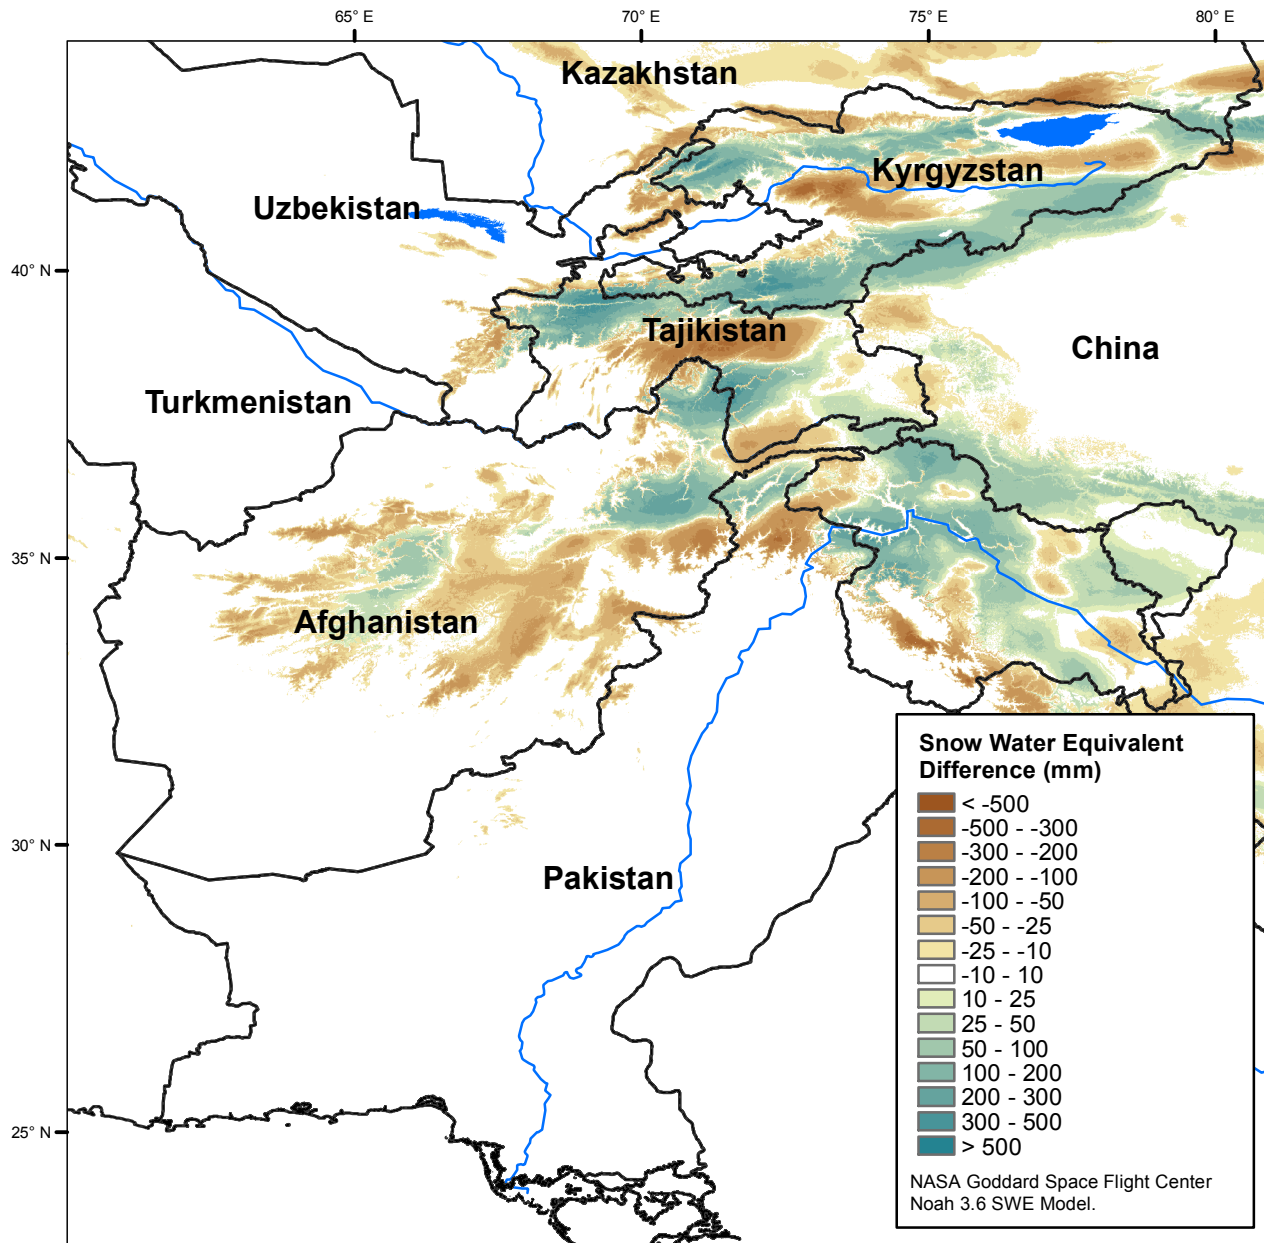 65° E
70° E
75° E
80° E
Kazakhstan
Kyrgyzstan
Uzbekistan
40° N
Tajikistan
China
Turkmenistan
35° N
Afghanistan
30° N
Pakistan
25° N
Snow Water Equivalent
Difference (mm)
< -500
-500 - -300
-300 - -200
-200 - -100
-100 - -50
-50 - -25
-25 - -10
-10 - 10
10 - 25
25 - 50
50 - 100
100 - 200
200 - 300
300 - 500
> 500
NASA Goddard Space Flight Center
Noah 3.6 SWE Model.